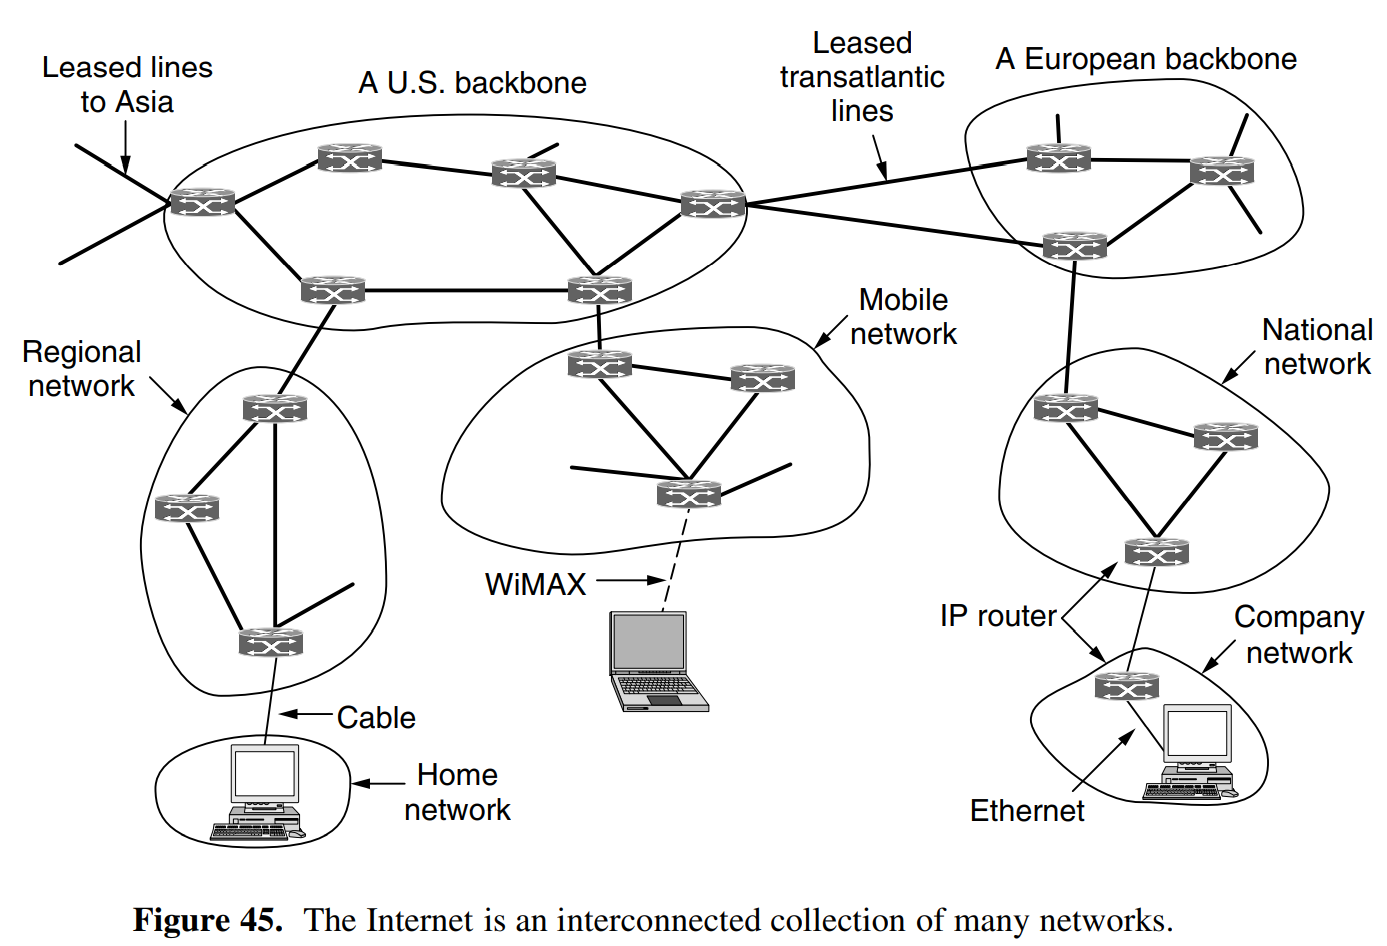 Leased lines
to Asia
A U.S. backbone
Leased
transatlantic
lines
A European backbone
Regional
network
Mobile
network
National
network
WiMAX
IP router
Company
network
Cable
Home
network
Ethernet
Figure 45. The Internet is an interconnected collection of many networks.